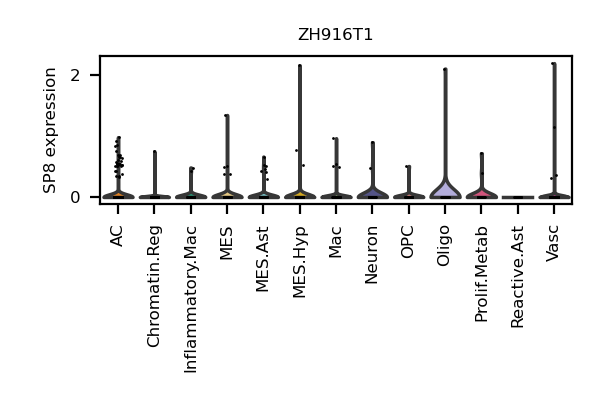 ZH916T1
SP8 expression
2
0
AC
Chromatin.Reg
Inflammatory.Mac
MES
MES.Ast
MES.Hyp
Mac
Neuron
OPC
Oligo
Prolif.Metab
Reactive.Ast
Vasc